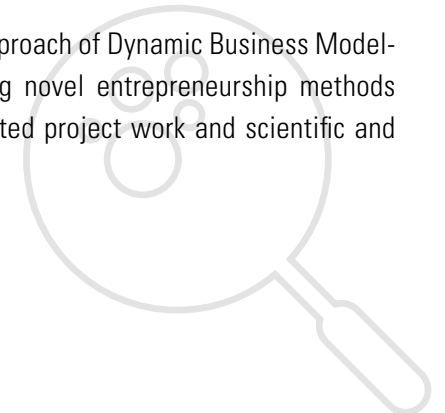 proach of Dynamic Business Model-
g novel entrepreneurship methods
ted project work and scientific and